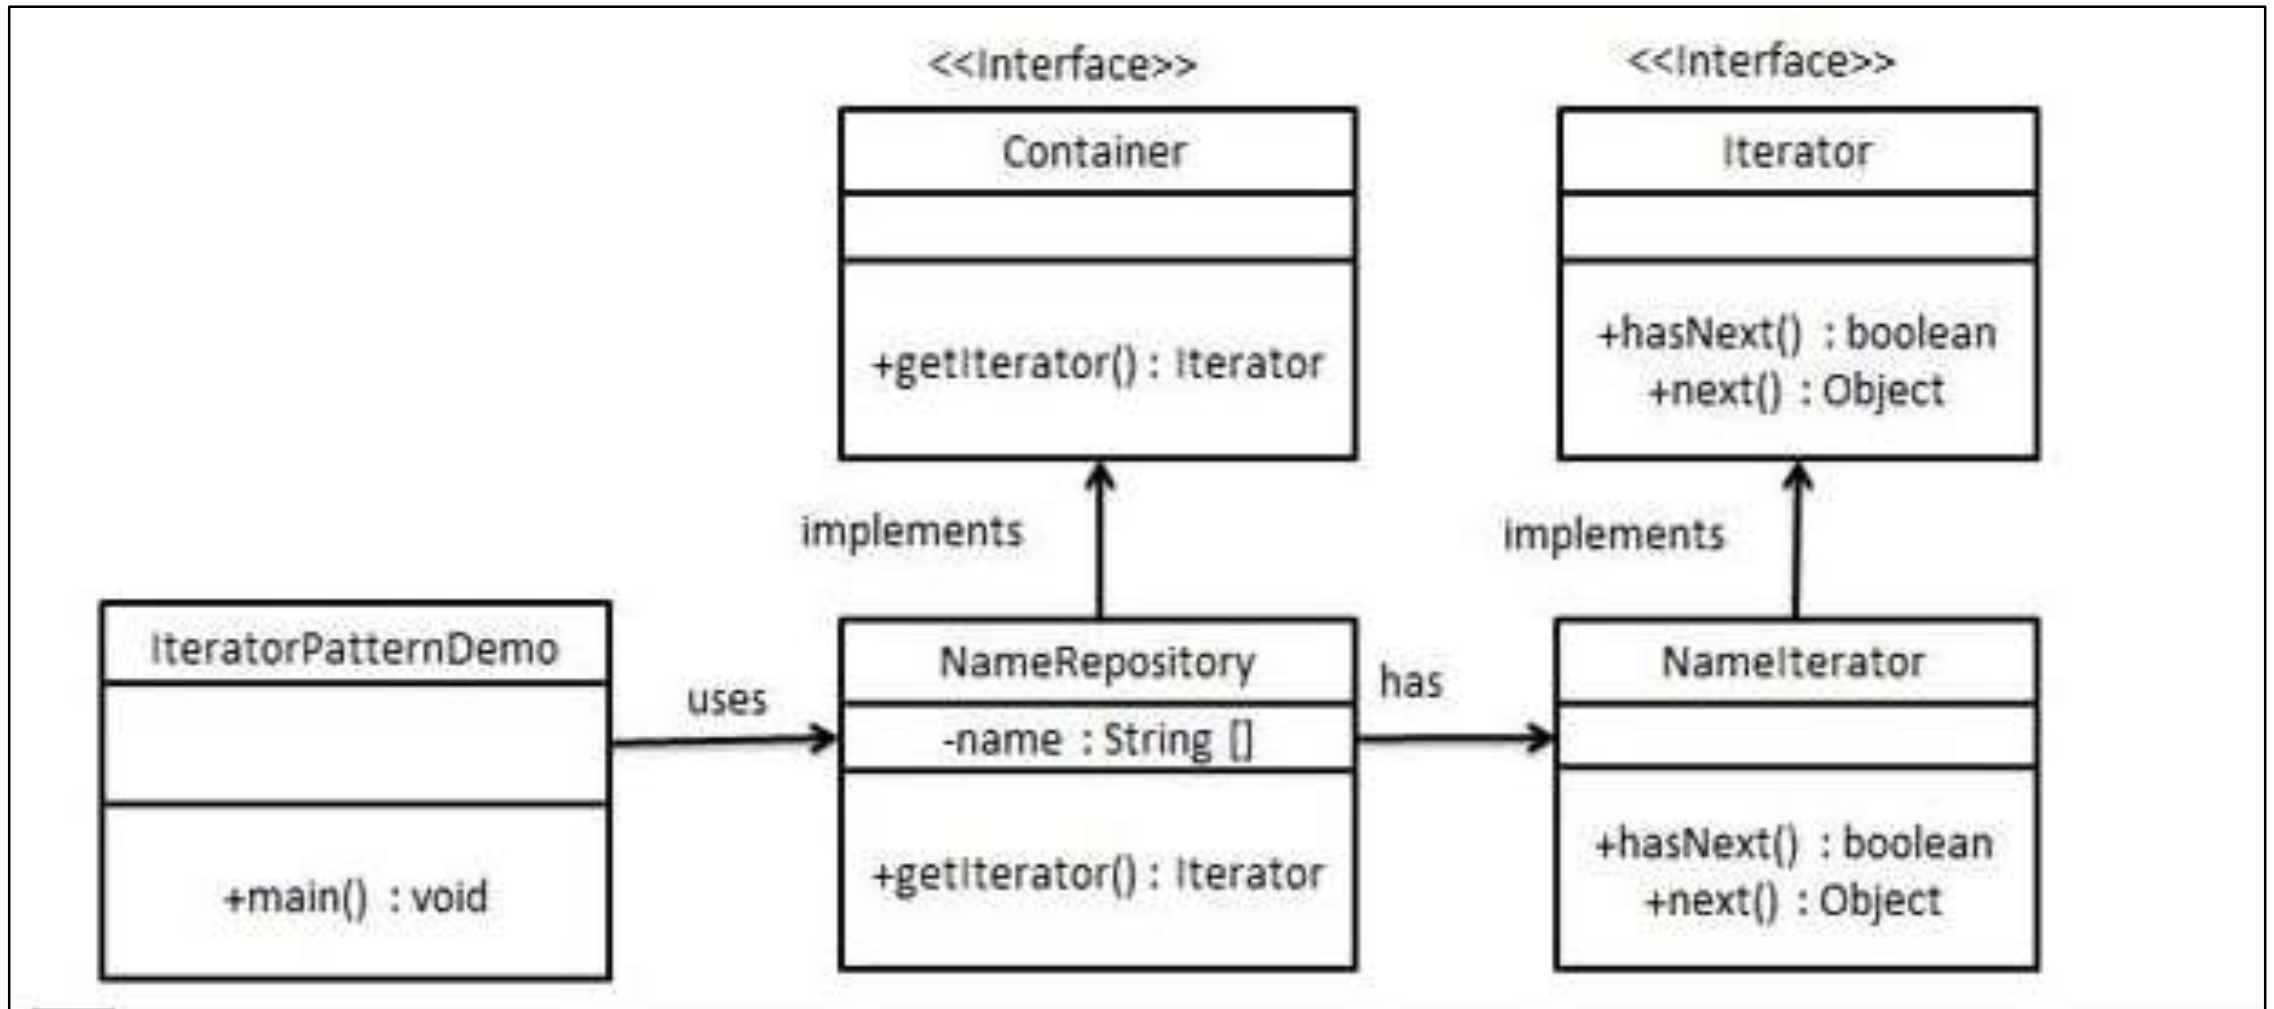 <<Interface>>
Container
+getIterator() : Iterator
<<Interface>>
Iterator
+hasNext() : boolean
+next() : Object
implements
implements
IteratorPatternDemo
+main() : void
uses
NameRepository
-name : String []
+getIterator() : Iterator
has
NameIterator
+hasNext() : boolean
+next() : Object